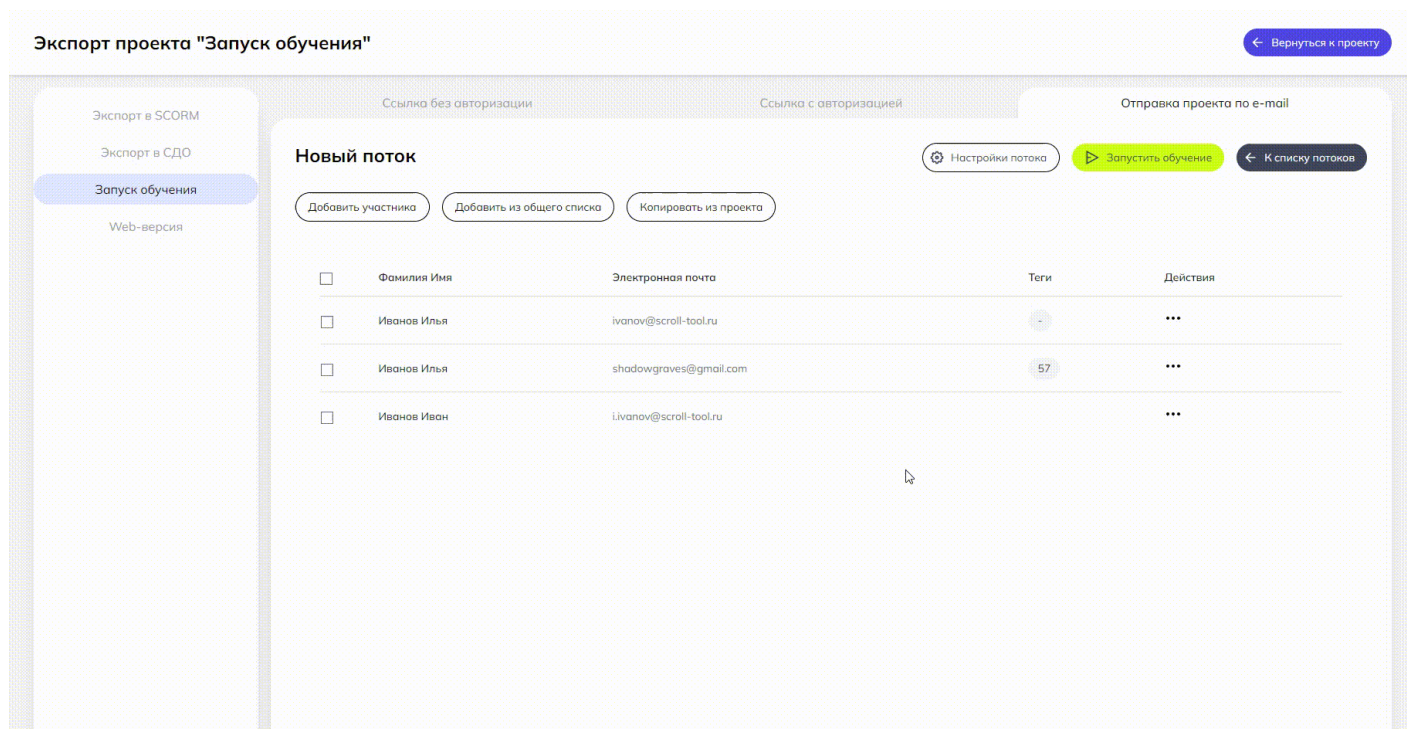 Экспорт проекта "Запуск обучения"
Вернуться к проекту
Экспорт в SCORM
Экспорт в СДО
Запуск обучения
Web-версия
Ссылка без авторизации
Ссылка с авторизацией
Отправка проекта по e-mail
Новый поток
Настройки потока
Запустить обучение
К списку потоков
Добавить участника
Добавить из общего списка
Копировать из проекта
Фамилия Имя Электронная почта Теги Действия
Иванов Илья ivanov@scroll-tool.ru -
Иванов Илья shadowgraves@gmail.com 57
Иванов Иван i.ivanov@scroll-tool.ru